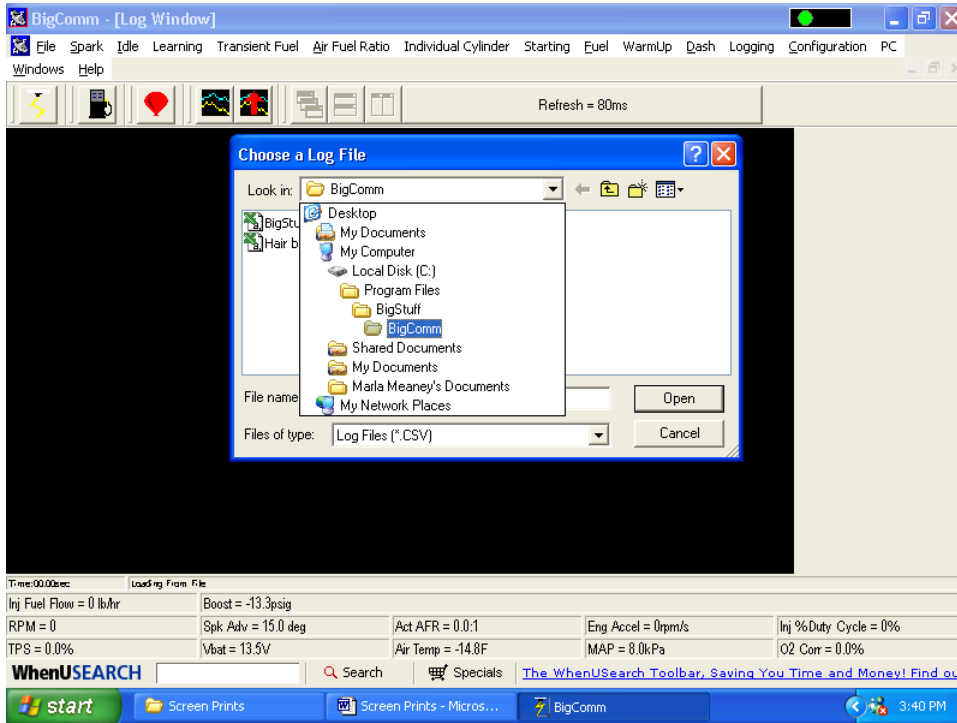 BigComm - [Log Window]
File Spark Idle Learning Transient Fuel Air Fuel Ratio Individual Cylinder Starting Fuel WarmUp Dash Logging Configuration PC
Windows Help
Refresh = 80ms
Choose a Log File
Look in: BigComm
Desktop
BigStu
My Documents
Hair b
My Computer
Local Disk (C:)
Program Files
BigStuff
BigComm
Shared Documents
My Documents
Marla Meaney's Documents
File name
Open
My Network Places
Files of type: Log Files (*.CSV)
Cancel
Time:00.00sec Loading From File
Inj Fuel Flow = 0 lb/hr Boost = -13.3psig
RPM = 0 Spk Adv = 15.0 deg Act AFR = 0.0:1 Eng Accel = 0rpm/s Inj %Duty Cycle = 0%
TPS = 0.0% Vbat = 13.5V Air Temp = -14.8F MAP = 8.0kPa O2 Corr = 0.0%
WhenUSEARCH Search Specials The WhenUSearch Toolbar, Saving You Time and Money! Find ou
start Screen Prints Screen Prints - Micros... BigComm 3:40 PM